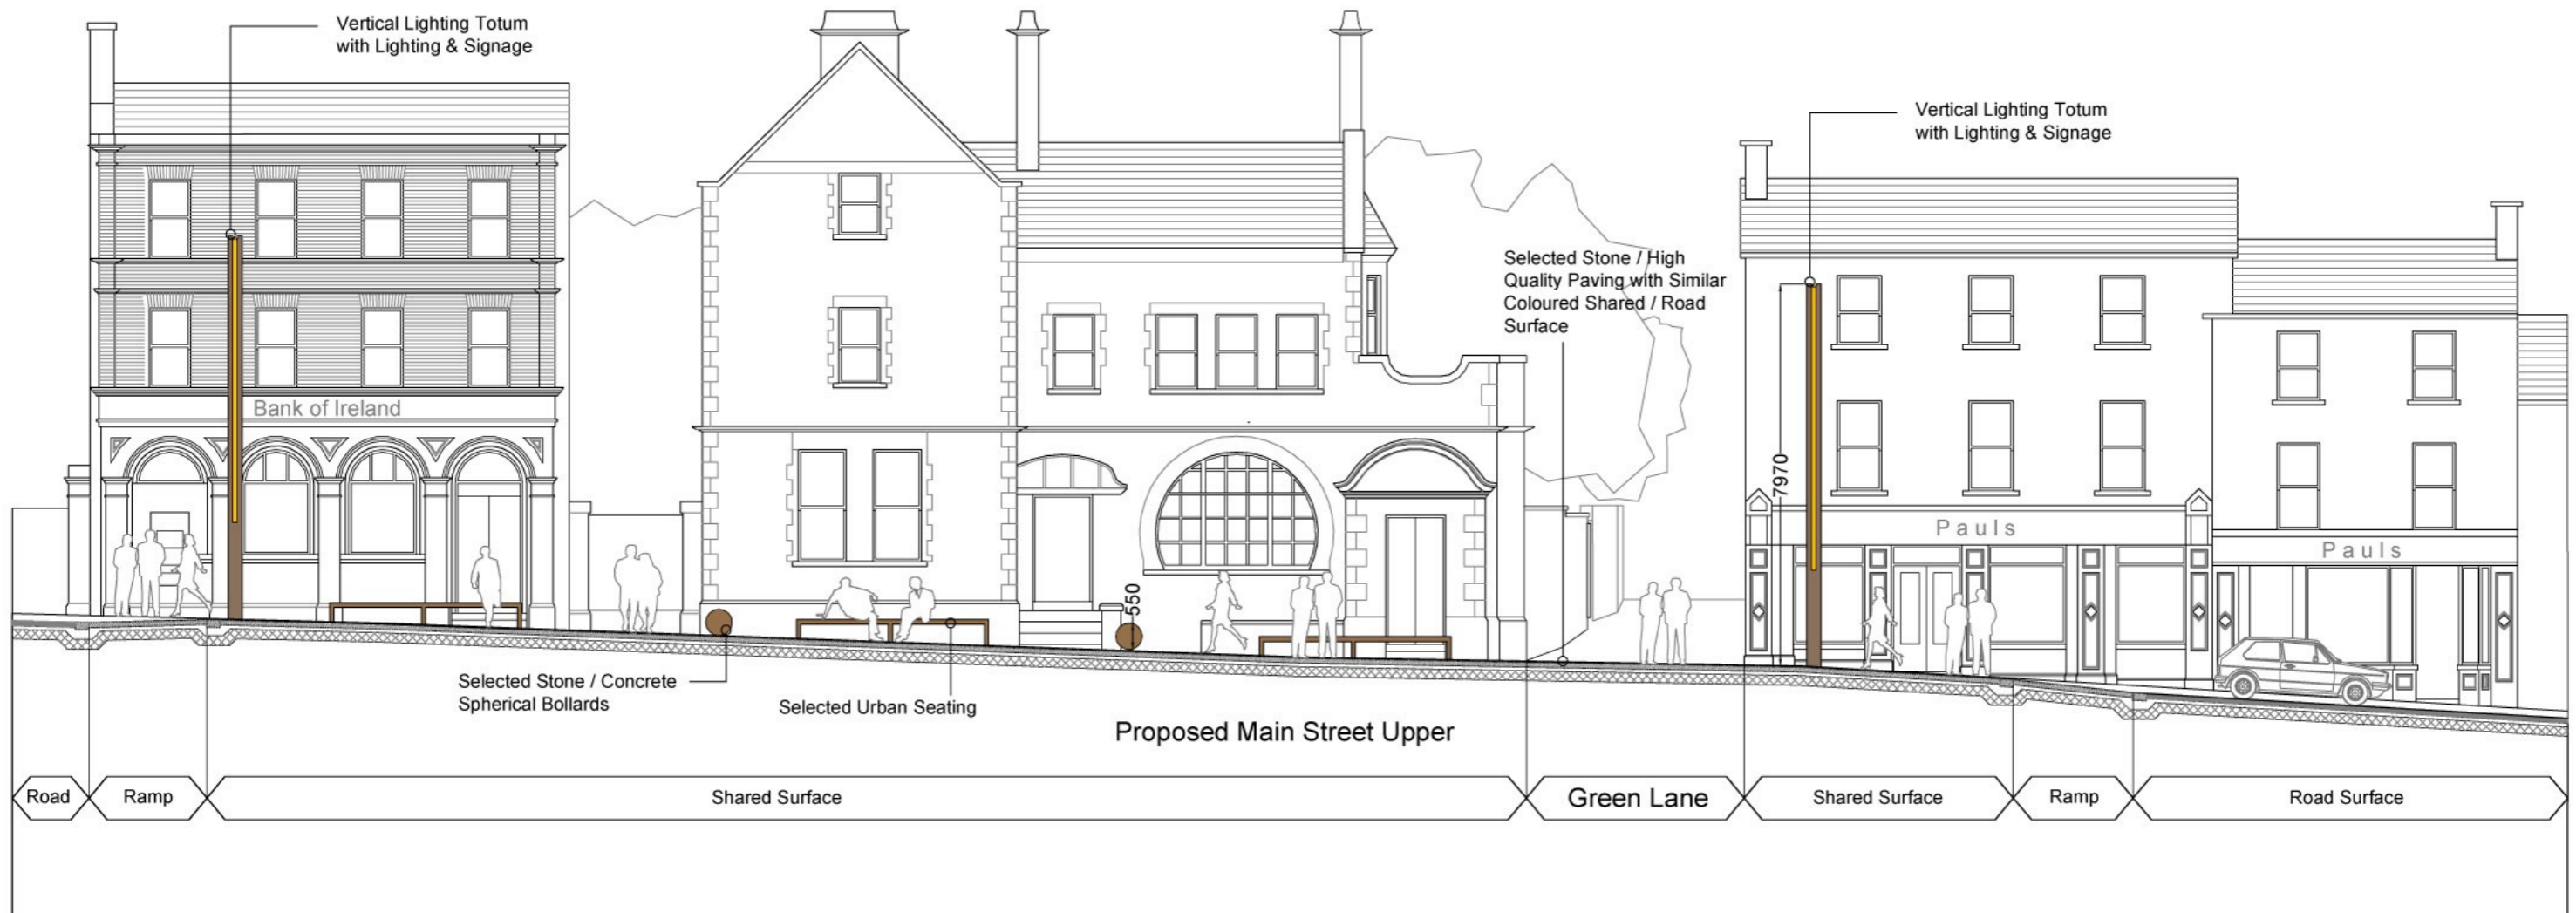 Vertical Lighting Totum
with Lighting & Signage
Vertical Lighting Totum
with Lighting & Signage
Selected Stone / High
Quality Paving with Similar
Coloured Shared / Road
Surface
Bank of Ireland
7970
Pauls
Pauls
550
Selected Stone / Concrete
Spherical Bollards
Selected Urban Seating
Proposed Main Street Upper
Road
Ramp
Shared Surface
Green Lane
Shared Surface
Ramp
Road Surface